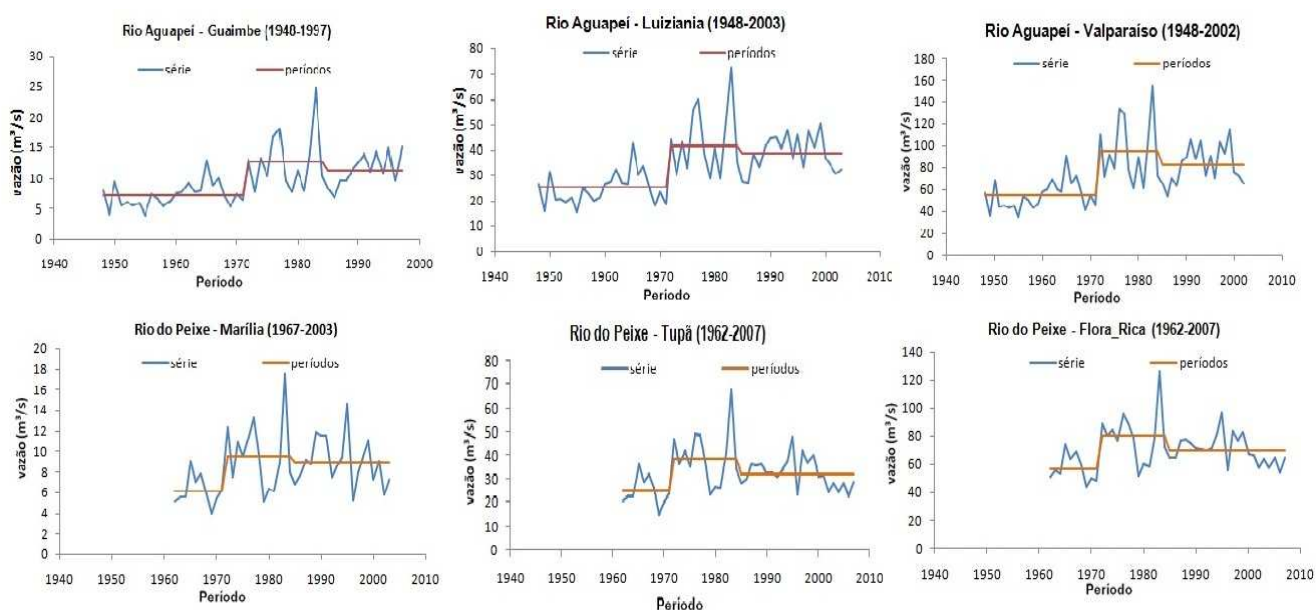 Rio Aguapeí - Guaimbe (1948-1997)
série
períodos
30
25
20
15
10
5
0
vazão (m³/s)
1940 1950 1960 1970 1980 1990 2000
Período
Rio Aguapeí - Luiziania (1948-2003)
série
períodos
80
70
60
50
40
30
20
10
0
vazão (m³/s)
1940 1950 1960 1970 1980 1990 2000 2010
Período
Rio Aguapeí - Valparaíso (1948-2002)
série
períodos
180
160
140
120
100
80
60
40
20
0
vazão (m³/s)
1940 1950 1960 1970 1980 1990 2000 2010
Período
Rio do Peixe - Marília (1967-2003)
série
períodos
20
18
16
14
12
10
8
6
4
2
0
vazão (m³/s)
1940 1950 1960 1970 1980 1990 2000 2010
Período
Rio do Peixe - Tupã (1962-2007)
série
períodos
80
70
60
50
40
30
20
10
0
vazão (m³/s)
1940 1950 1960 1970 1980 1990 2000 2010
Período
Rio do Peixe - Flora_Rica (1962-2007)
série
períodos
140
120
100
80
60
40
20
0
vazão (m³/s)
1940 1950 1960 1970 1980 1990 2000 2010
Período